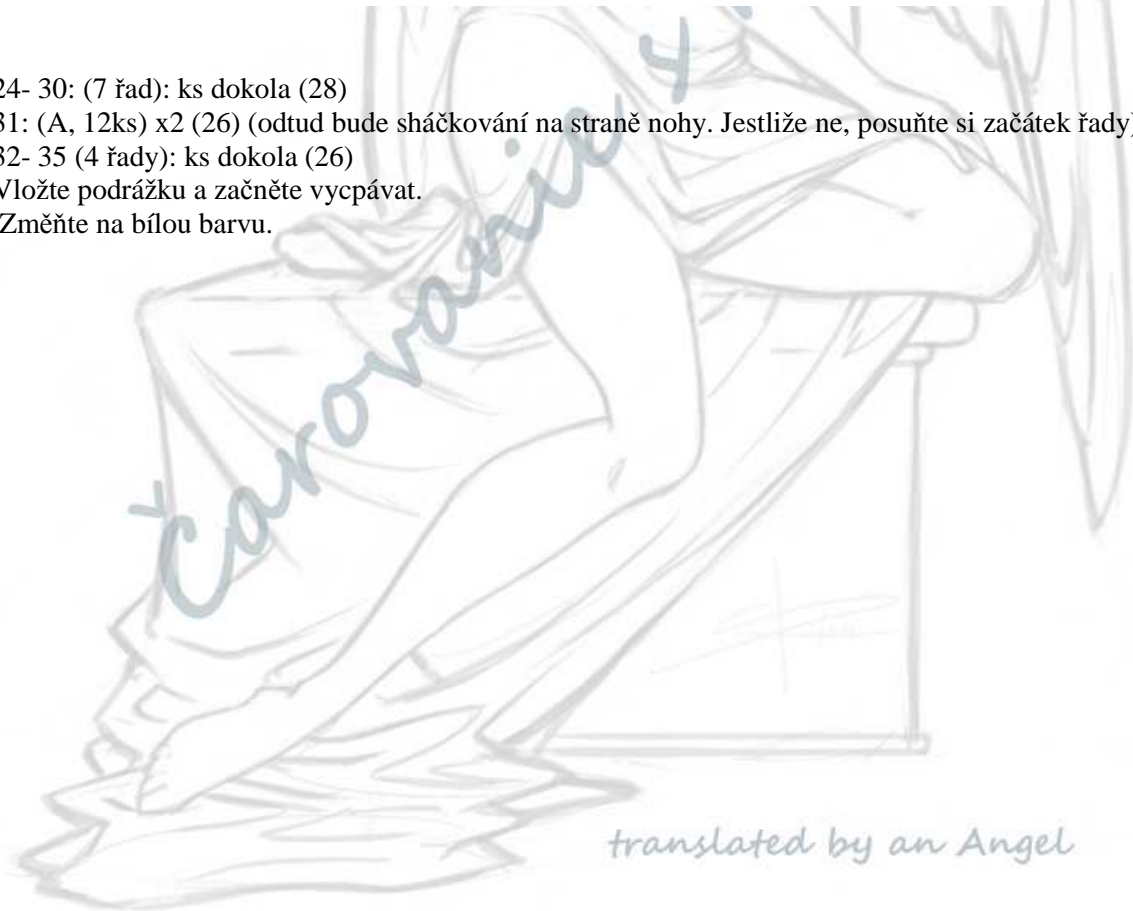 24- 30: (7 řad): ks dokola (28)
31: (A, 12ks) x2 (26) (odtud bude sháčkování na straně nohy. Jestliže ne, posuňte si začátek řady)
32- 35 (4 řady): ks dokola (26)
Vložte podrážku a začněte vycpávat.
Změňte na bílou barvu.
Čarovanie
translated by an Angel